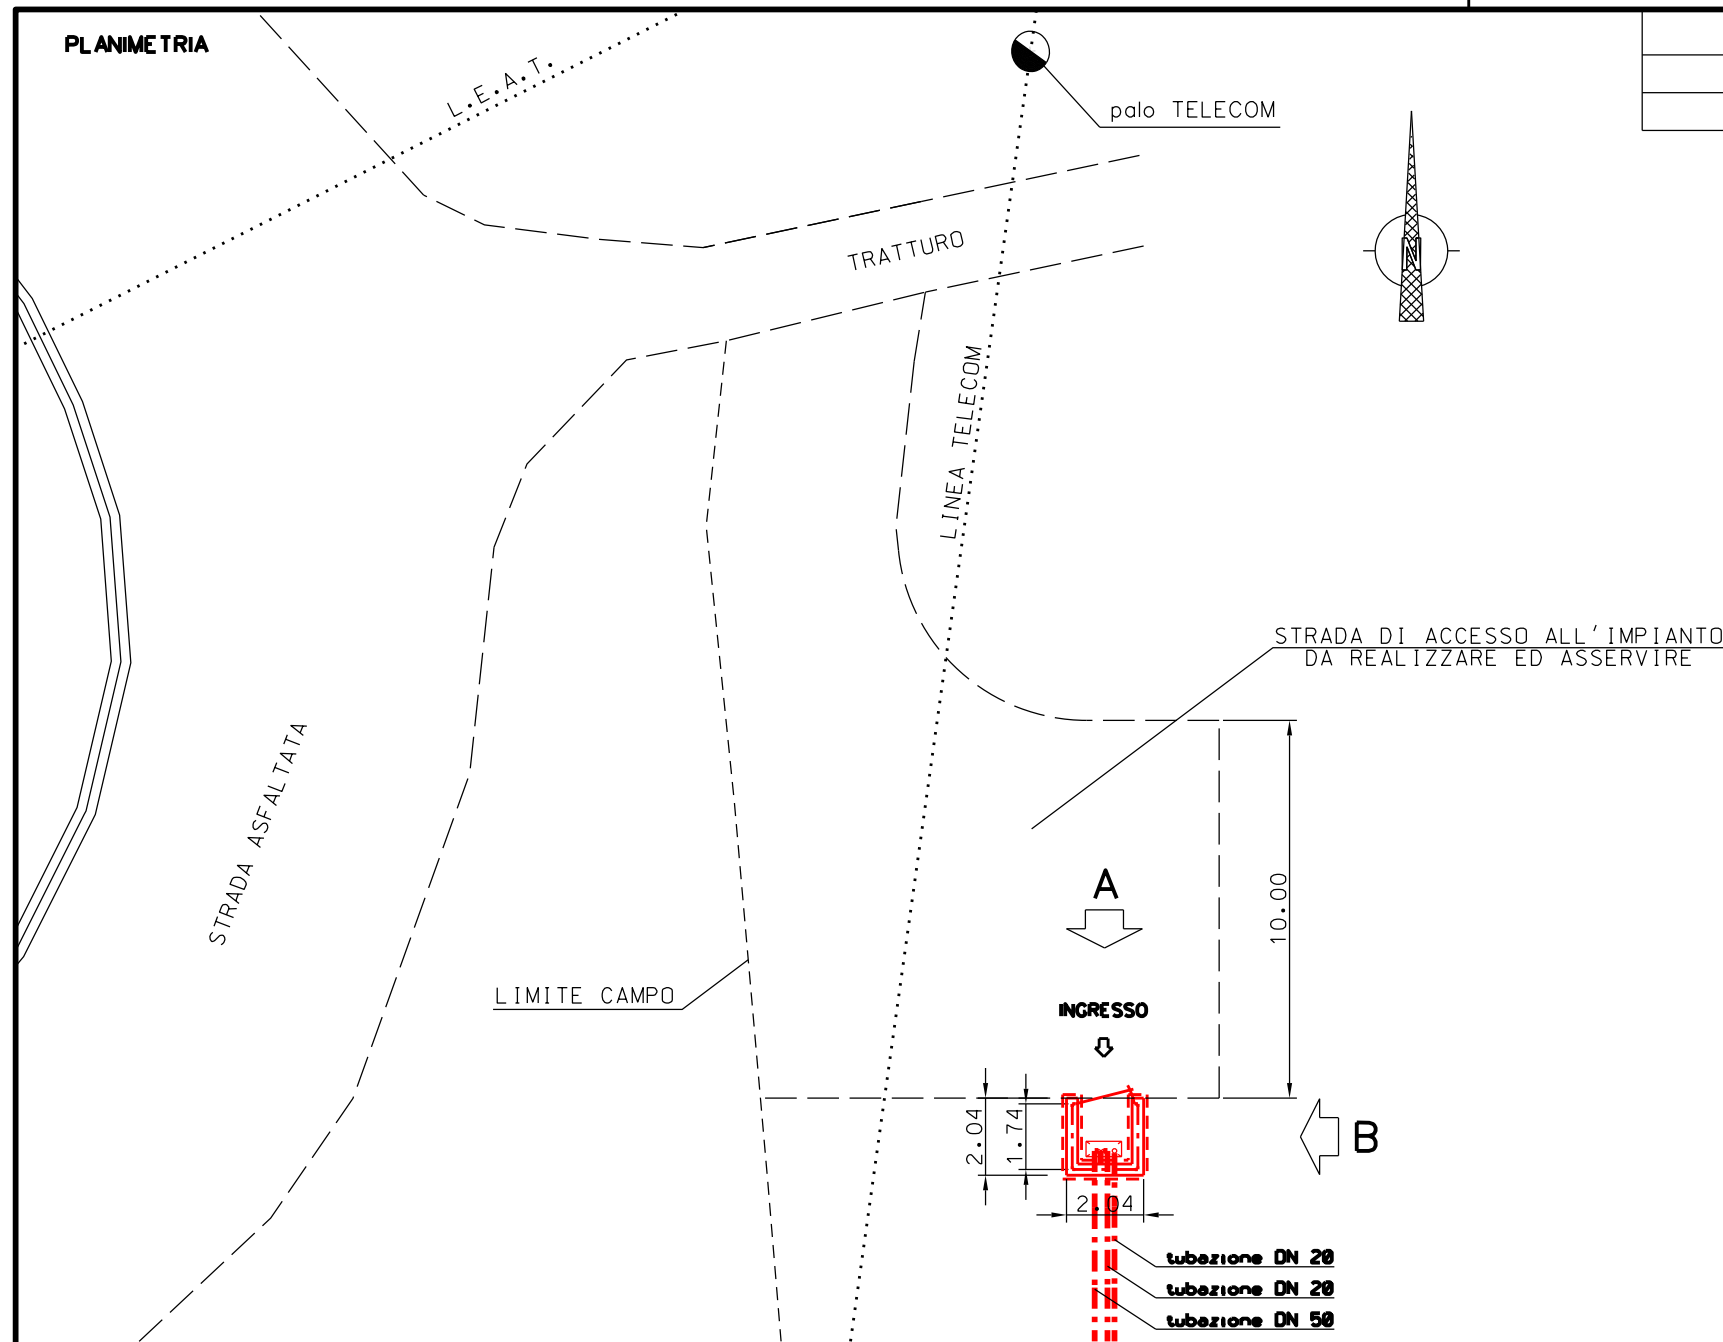 PLANIMETRIA
L.E.A.T.
palo TELECOM
TRATTURO
N
LINEA TELECOM
STRADA DI ACCESSO ALL'IMPIANTO
DA REALIZZARE ED ASSERVIRE
STRADA ASFALTATA
A
10.00
LIMITE CAMPO
INGRESSO
2.04
1.74
B
2.04
tubazione DN 20
tubazione DN 20
tubazione DN 50